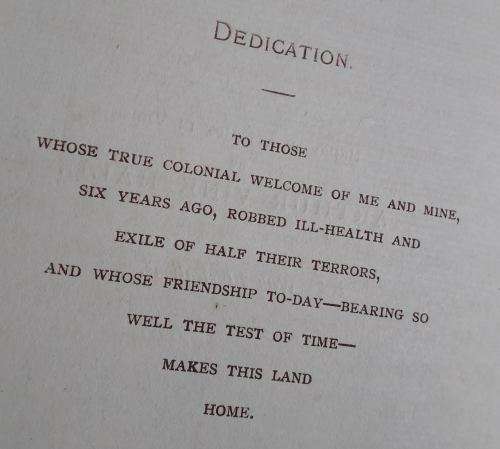 DEDICATION.
TO THOSE
WHOSE TRUE COLONIAL WELCOME OF ME AND MINE,
SIX YEARS AGO, ROBBED ILL-HEALTH AND
EXILE OF HALF THEIR TERRORS,
AND WHOSE FRIENDSHIP TO-DAY—BEARING SO
WELL THE TEST OF TIME—
MAKES THIS LAND
HOME.